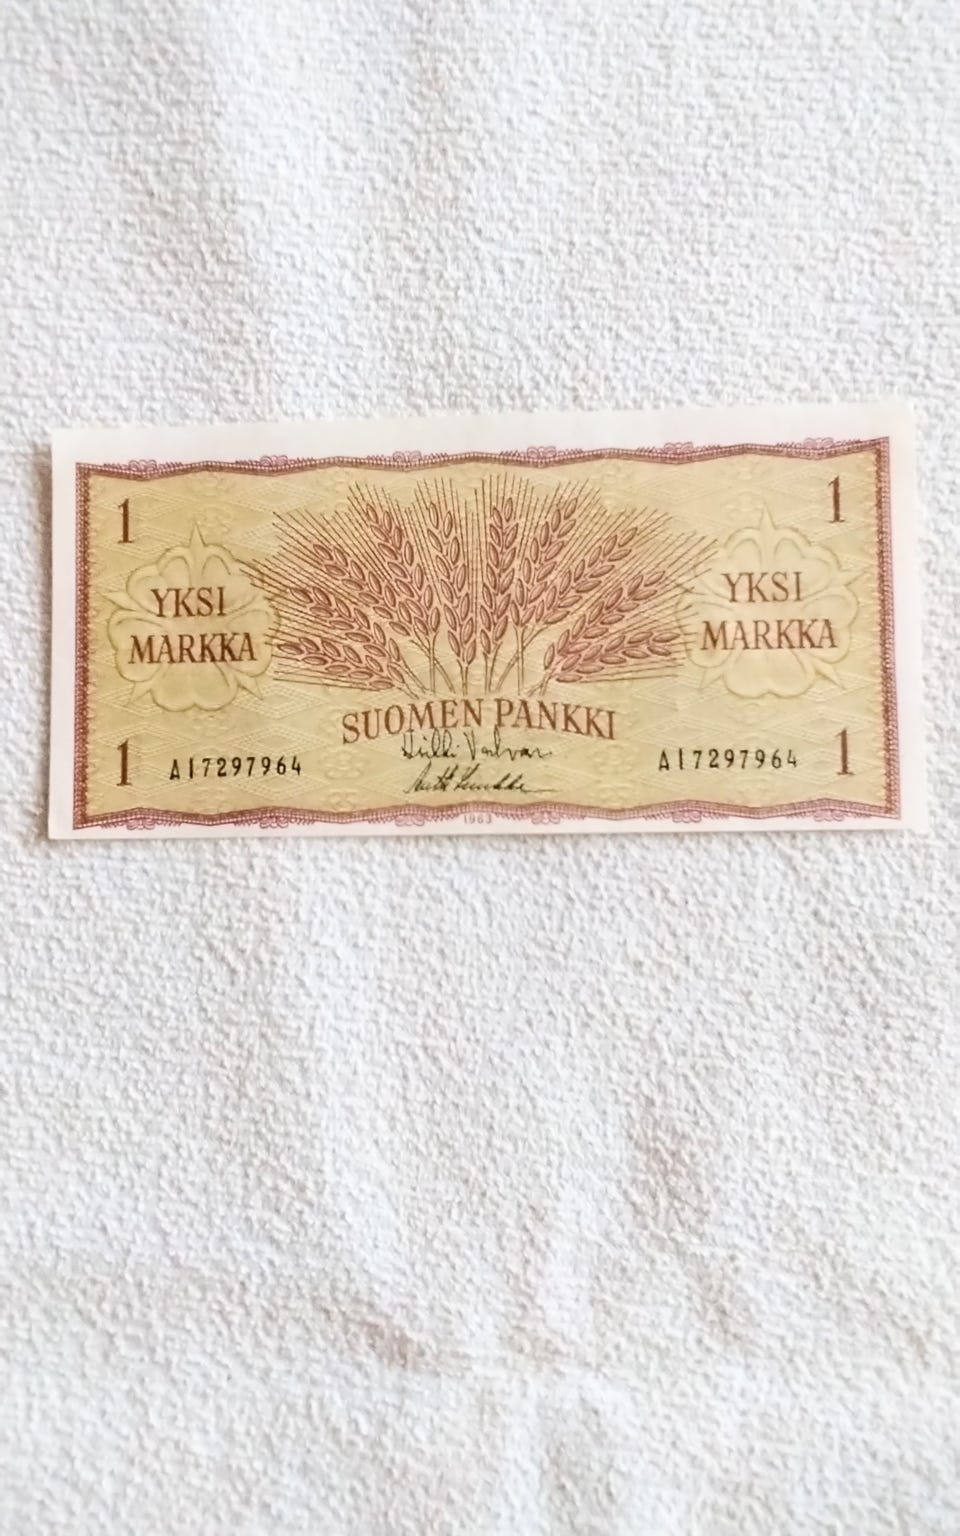 1 1
YKSI
MARKKA
YKSI
MARKKA
SUOMEN PANKKI
1 A17297964 A17297964 1
1963